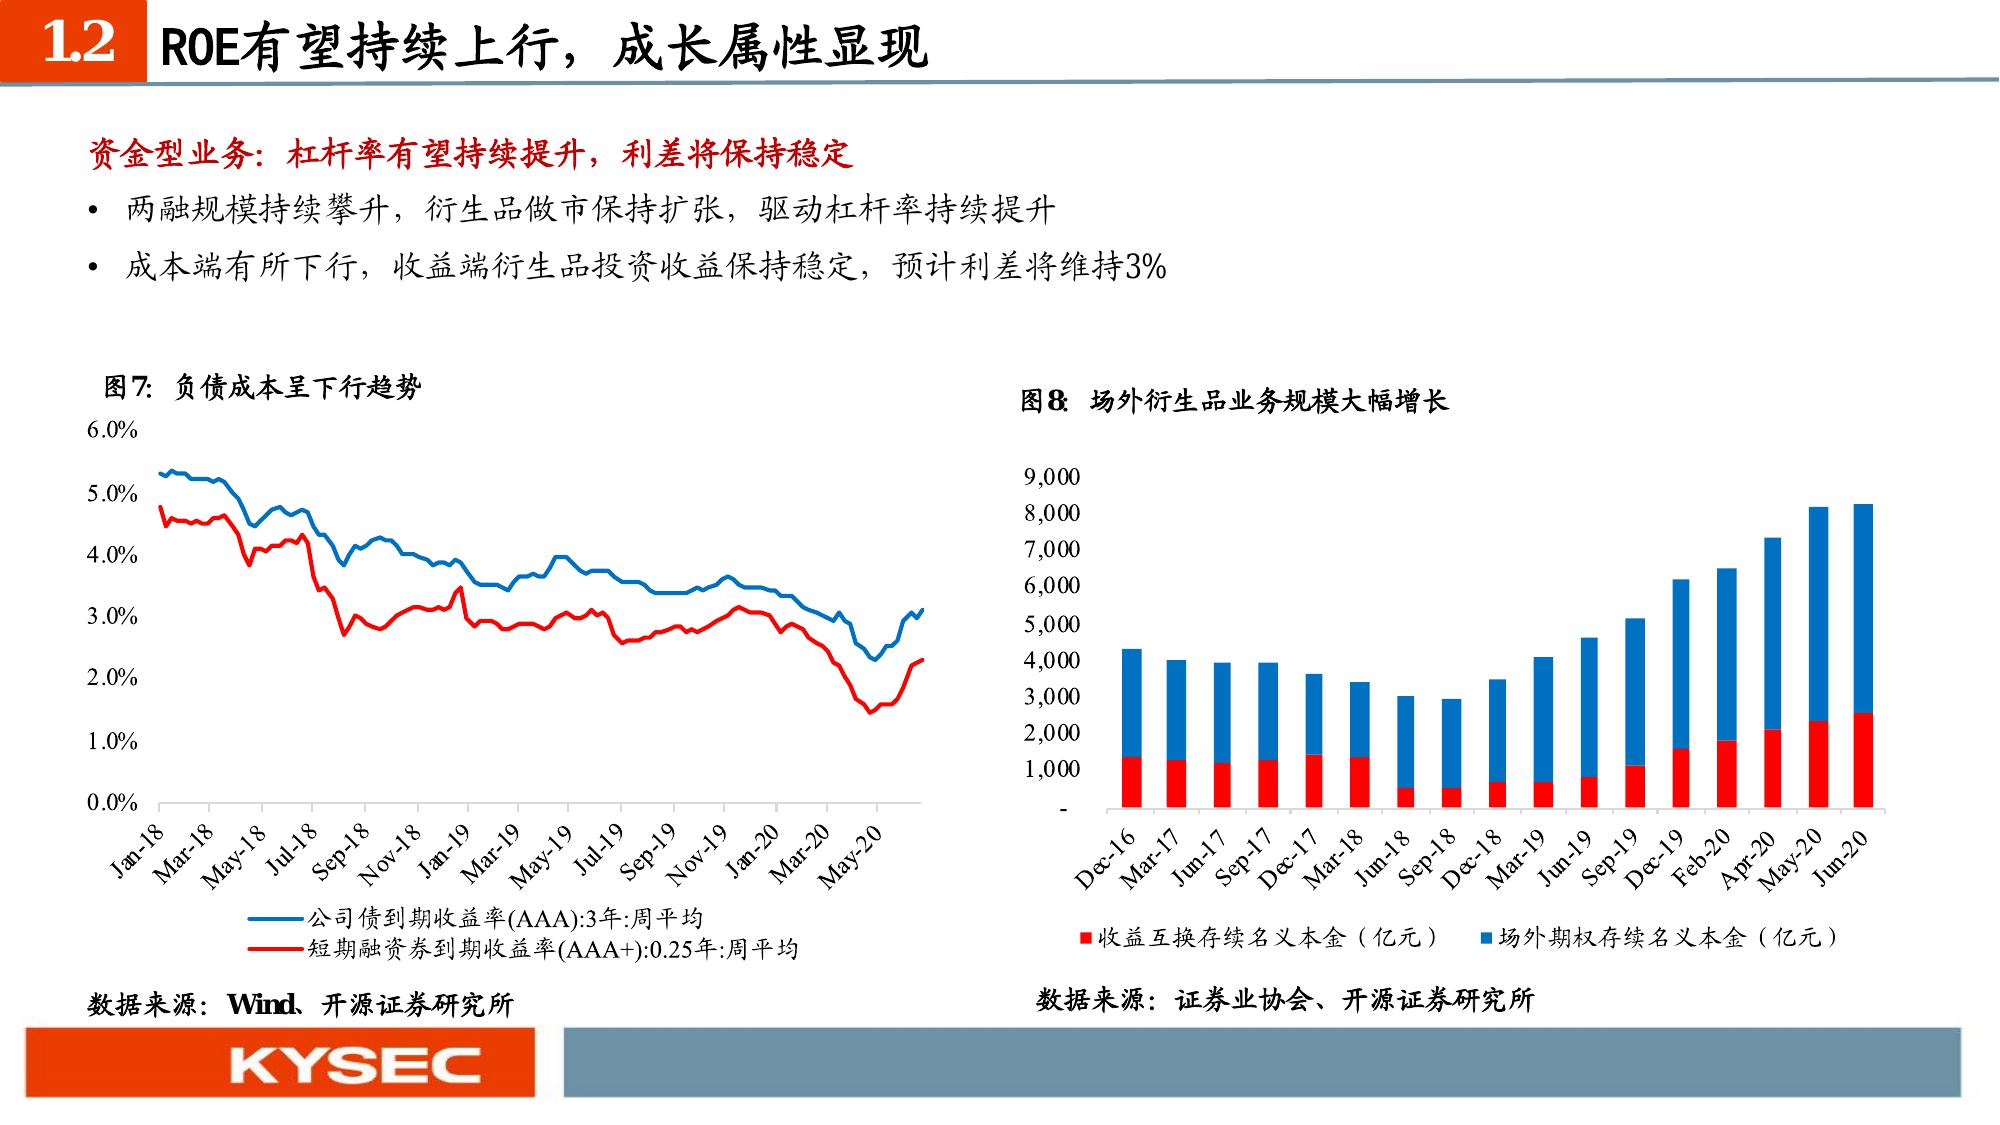 1.2 ROE有望持续上行，成长属性显现
资金型业务：杠杆率有望持续提升，利差将保持稳定
• 两融规模持续攀升，衍生品做市保持扩张，驱动杠杆率持续提升
• 成本端有所下行，收益端衍生品投资收益保持稳定，预计利差将维持3%
图7：负债成本呈下行趋势
6.0%
5.0%
4.0%
3.0%
2.0%
1.0%
0.0%
Jan-18 Mar-18 May-18 Jul-18 Sep-18 Nov-18 Jan-19 Mar-19 May-19 Jul-19 Sep-19 Nov-19 Jan-20 Mar-20 May-20
公司债到期收益率(AAA):3年:周平均
短期融资券到期收益率(AAA+):0.25年:周平均
数据来源：Wind、开源证券研究所
图8：场外衍生品业务规模大幅增长
9,000
8,000
7,000
6,000
5,000
4,000
3,000
2,000
1,000
-
Dec-16 Mar-17 Jun-17 Sep-17 Dec-17 Mar-18 Jun-18 Sep-18 Dec-18 Mar-19 Jun-19 Sep-19 Dec-19 Feb-20 Apr-20 May-20 Jun-20
收益互换存续名义本金（亿元） 场外期权存续名义本金（亿元）
数据来源：证券业协会、开源证券研究所
KYSEC